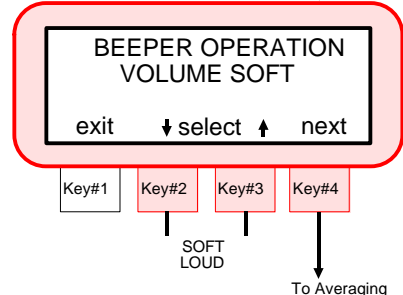 BEEPER OPERATION
VOLUME SOFT
exit select next
Key#1 Key#2 Key#3 Key#4
SOFT
LOUD
To Averaging